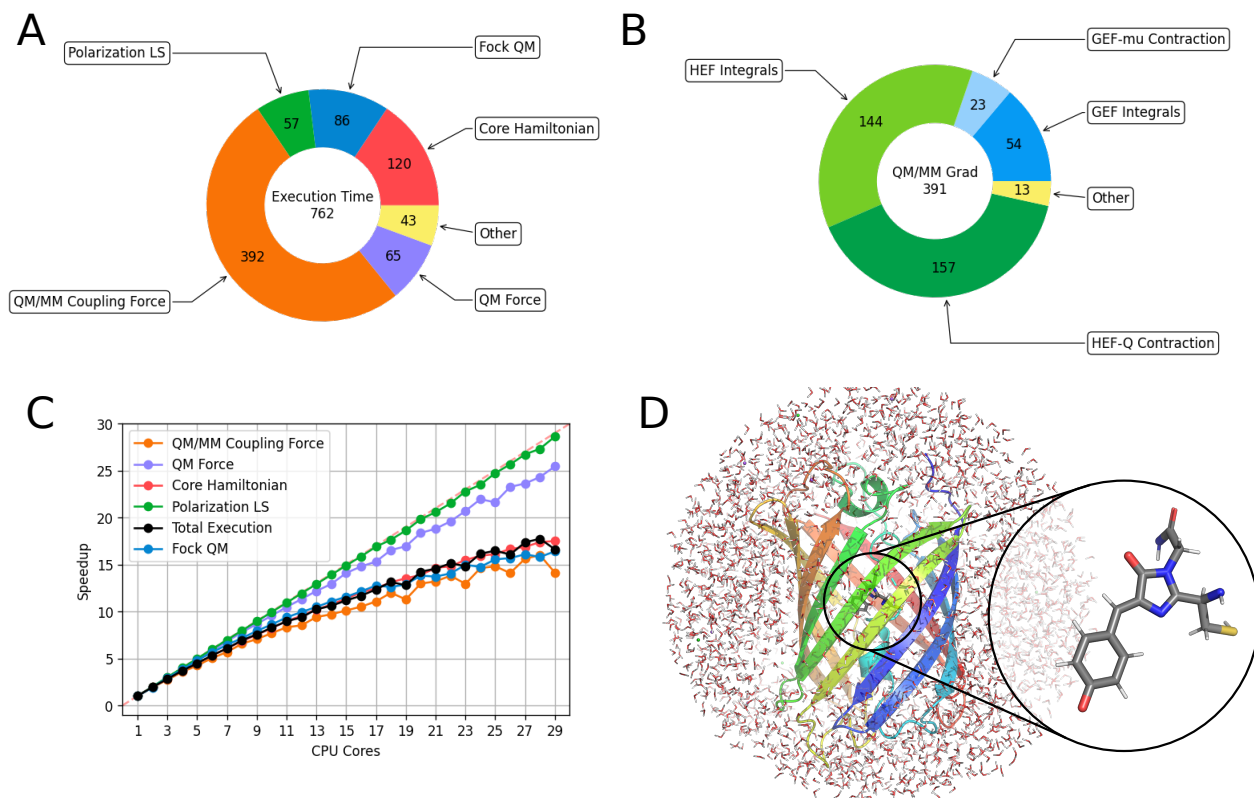 A
Polarization LS
Fock QM
57
86
Core Hamiltonian
120
Execution Time
762
43
Other
392
65
QM/MM Coupling Force
QM Force
B
GEF-mu Contraction
HEF Integrals
23
GEF Integrals
144
54
QM/MM Grad
391
13
Other
157
HEF-Q Contraction
C
Speedup
30
25
20
15
10
5
0
QM/MM Coupling Force
QM Force
Core Hamiltonian
Polarization LS
Total Execution
Fock QM
1 3 5 7 9 11 13 15 17 19 21 23 25 27 29
CPU Cores
D